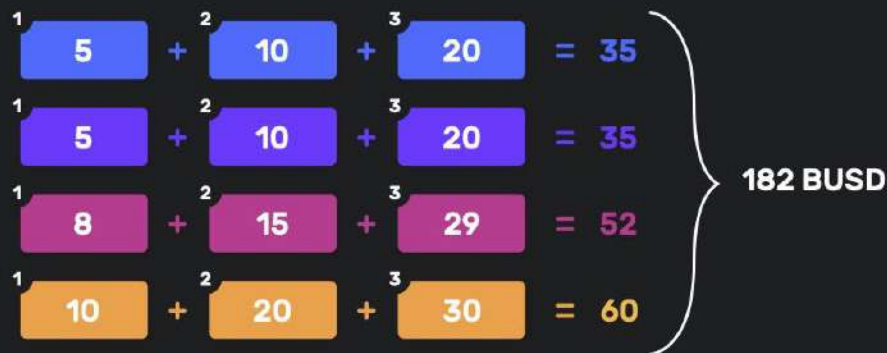 1 5 + 2 10 + 3 20 = 35
1 5 + 2 10 + 3 20 = 35
182 BUSD
1 8 + 2 15 + 3 29 = 52
1 10 + 2 20 + 3 30 = 60